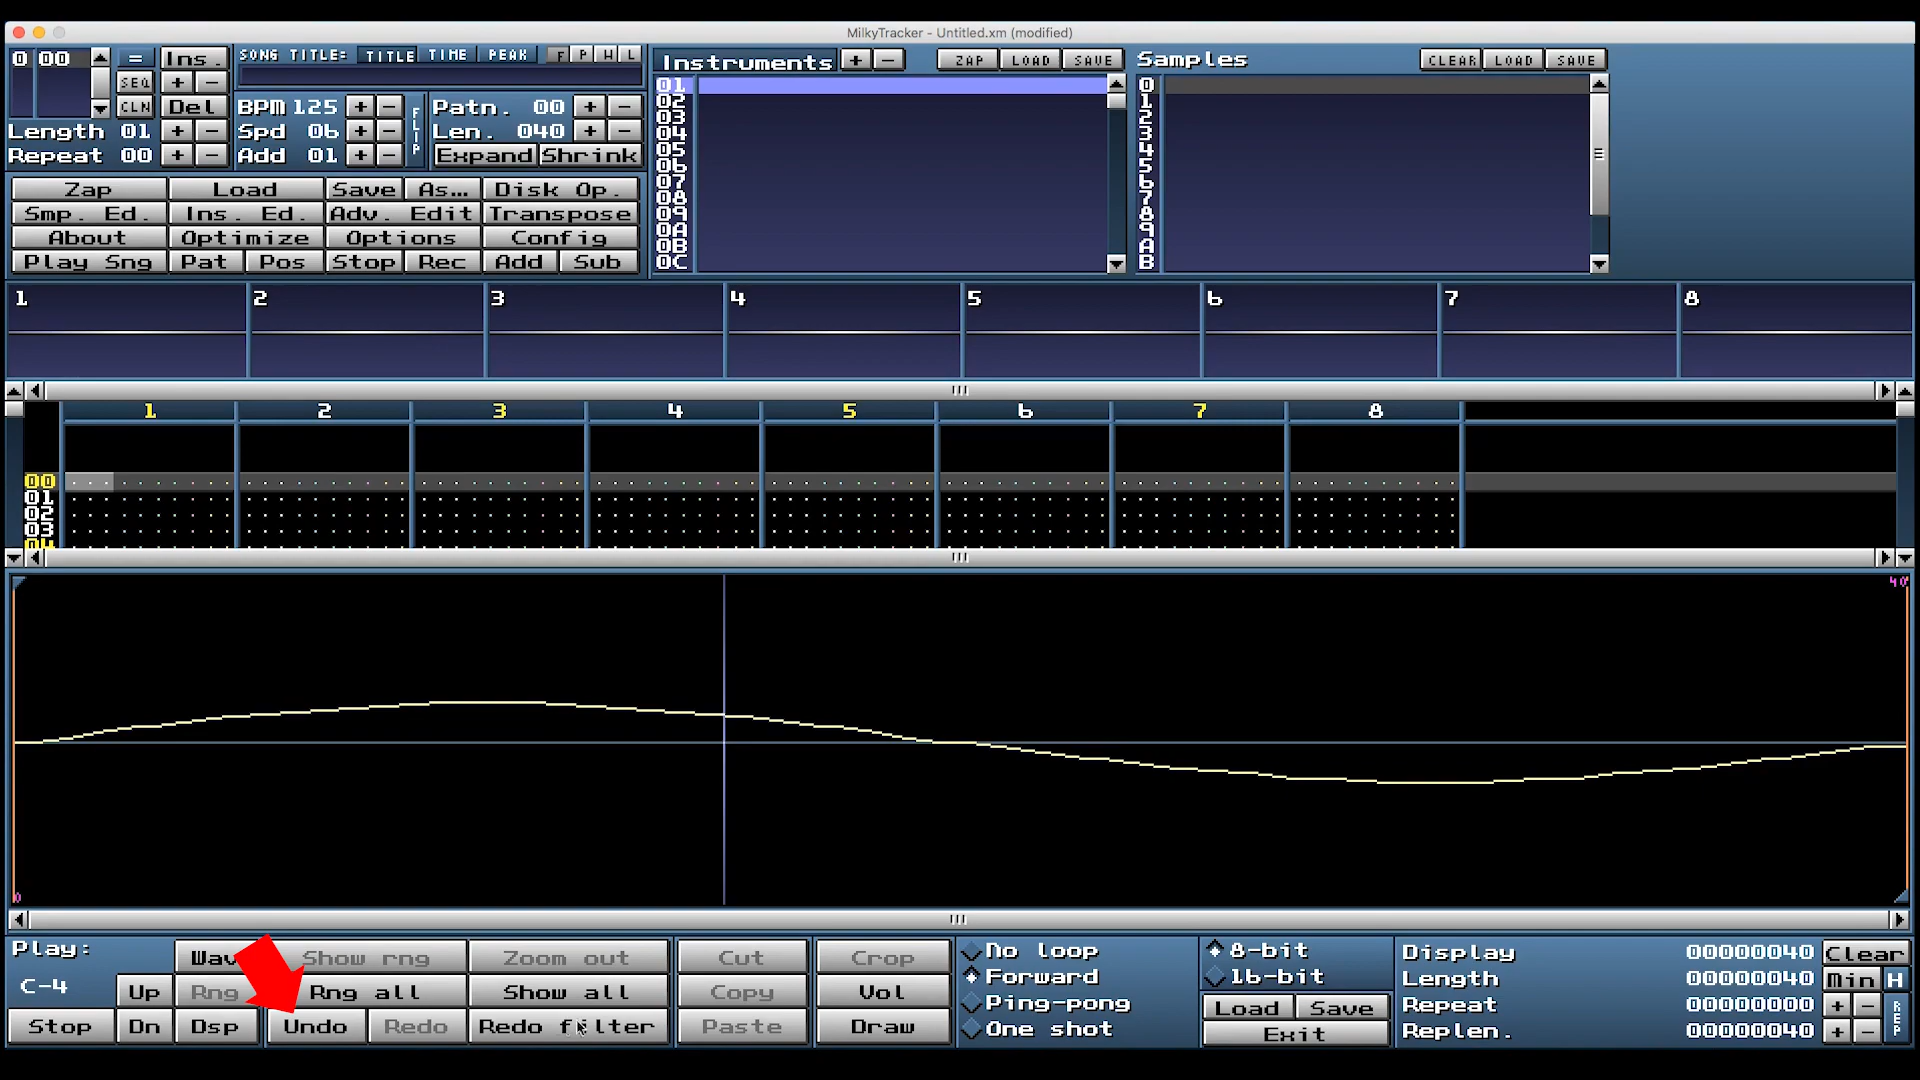 MilkyTracker - Untitled.xm (modified)
0 00 = Ins.
SEQ + -
CLN Del
Length 01 + -
Repeat 00 + -
SONG TITLE: TITLE TIME PEAK F P W L
BPM 125 + -
Spd 06 + -
Add 01 + -
FLIP
Patn. 00 + -
Len. 040 + -
Expand Shrink
Zap Load Save As... Disk Op.
Smp. Ed. Ins. Ed. Adv. Edit Transpose
About Optimize Options Config
Play Sng Pat Pos Stop Rec Add Sub
Instruments + - ZAP LOAD SAVE
01
02
03
04
05
06
07
08
09
0A
0B
0C
Samples CLEAR LOAD SAVE
0
1
2
3
4
5
6
7
8
9
A
B
1 2 3 4 5 6 7 8
1 2 3 4 5 6 7 8
00
01
02
03
04
40
0
Play:
C-4
Up
Stop Dn
Wav Show rng Zoom out Cut Crop
Rng Rng all Show all Copy Vol
Dsp Undo Redo Redo filter Paste Draw
No loop
Forward
Ping-pong
One shot
8-bit
16-bit
Load Save
Exit
Display 00000040 Clear
Length 00000040 Min H
Repeat 00000000 + -
Replen. 00000040 + -
REP